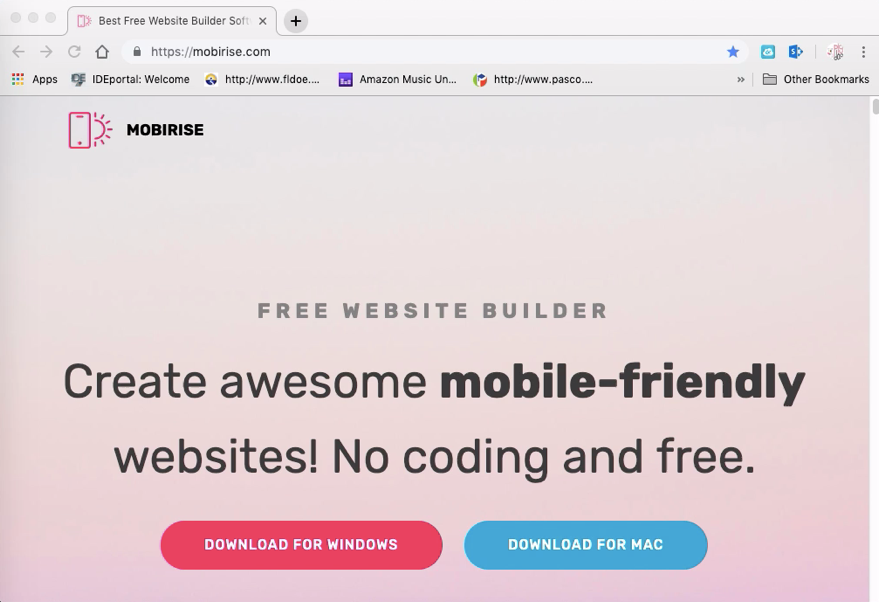 Best Free Website Builder Soft
https://mobirise.com
Apps IDEportal: Welcome http://www.fldoe.... Amazon Music Un... http://www.pasco.... » Other Bookmarks
MOBIRISE
FREE WEBSITE BUILDER
Create awesome mobile-friendly
websites! No coding and free.
DOWNLOAD FOR WINDOWS DOWNLOAD FOR MAC